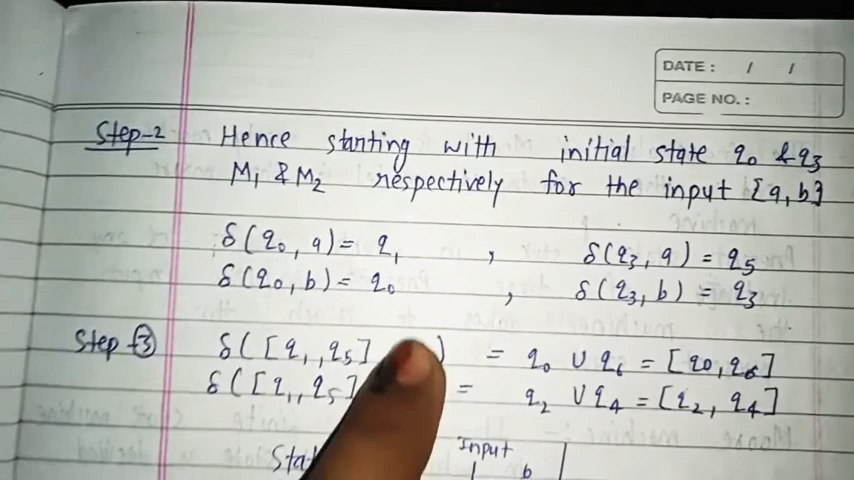 DATE: / /
PAGE NO.:
Step-2 Hence starting with initial state q0 & q3
M1 & M2 respectively for the input {a, b}
δ(q0, a) = q1 , δ(q3, a) = q5
δ(q0, b) = q0 , δ(q3, b) = q3
Step-3 δ([q1, q5] ) = q0 ∪ q6 = [q0, q6]
δ([q1, q5] = q2 ∪ q4 = [q2, q4]
Input
b